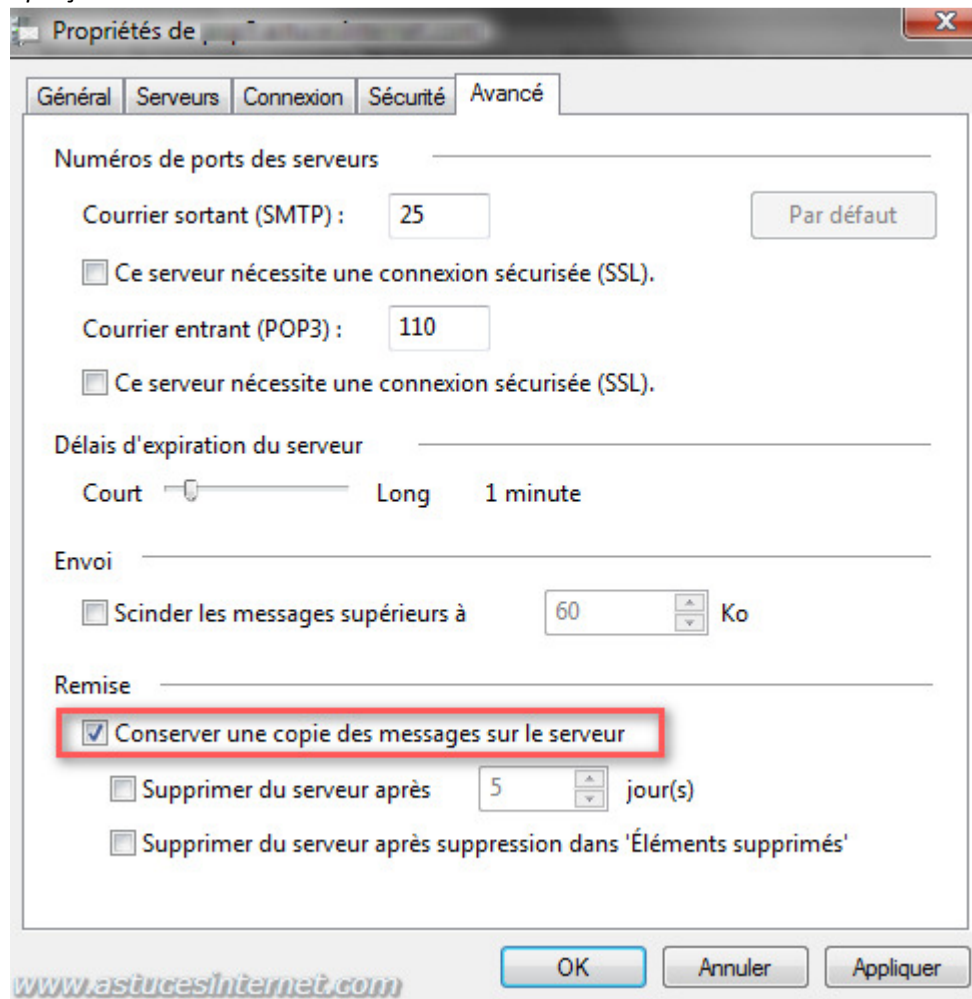 Propriétés de
Général Serveurs Connexion Sécurité Avancé
Numéros de ports des serveurs
Courrier sortant (SMTP) : 25 Par défaut
Ce serveur nécessite une connexion sécurisée (SSL).
Courrier entrant (POP3) : 110
Ce serveur nécessite une connexion sécurisée (SSL).
Délais d'expiration du serveur
Court Long 1 minute
Envoi
Scinder les messages supérieurs à 60 Ko
Remise
Conserver une copie des messages sur le serveur
Supprimer du serveur après 5 jour(s)
Supprimer du serveur après suppression dans 'Éléments supprimés'
OK Annuler Appliquer
www.astucesinternet.com